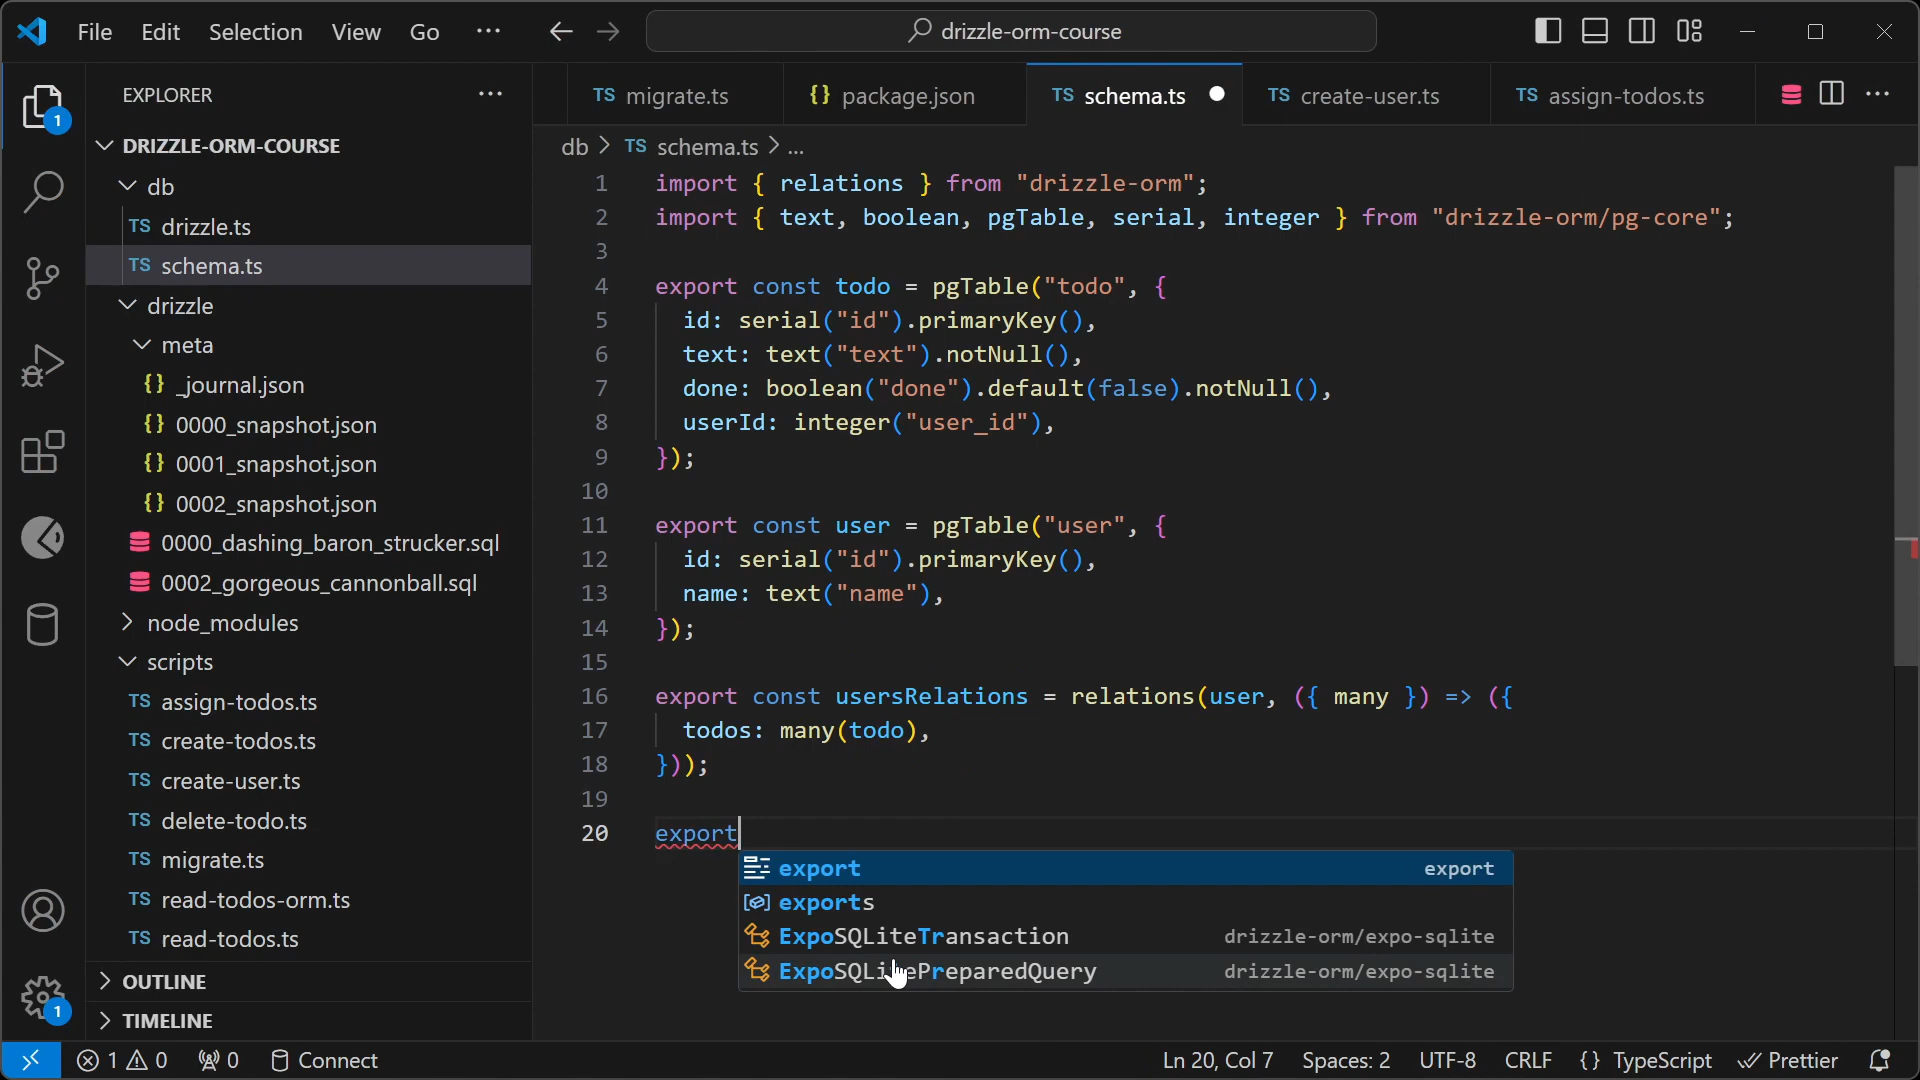 File Edit Selection View Go ··· drizzle-orm-course
EXPLORER ···
DRIZZLE-ORM-COURSE
db
TS drizzle.ts
TS schema.ts
drizzle
meta
{} _journal.json
{} 0000_snapshot.json
{} 0001_snapshot.json
{} 0002_snapshot.json
0000_dashing_baron_strucker.sql
0002_gorgeous_cannonball.sql
node_modules
scripts
TS assign-todos.ts
TS create-todos.ts
TS create-user.ts
TS delete-todo.ts
TS migrate.ts
TS read-todos-orm.ts
TS read-todos.ts
OUTLINE
TIMELINE
1
1
TS migrate.ts {} package.json TS schema.ts TS create-user.ts TS assign-todos.ts ···
db > TS schema.ts > ...
1 import { relations } from "drizzle-orm";
2 import { text, boolean, pgTable, serial, integer } from "drizzle-orm/pg-core";
3
4 export const todo = pgTable("todo", {
5 id: serial("id").primaryKey(),
6 text: text("text").notNull(),
7 done: boolean("done").default(false).notNull(),
8 userId: integer("user_id"),
9 });
10
11 export const user = pgTable("user", {
12 id: serial("id").primaryKey(),
13 name: text("name"),
14 });
15
16 export const usersRelations = relations(user, ({ many }) => ({
17 todos: many(todo),
18 }));
19
20 export
export export
exports
ExpoSQLiteTransaction drizzle-orm/expo-sqlite
ExpoSQLitePreparedQuery drizzle-orm/expo-sqlite
1 0 0 Connect Ln 20, Col 7 Spaces: 2 UTF-8 CRLF {} TypeScript Prettier